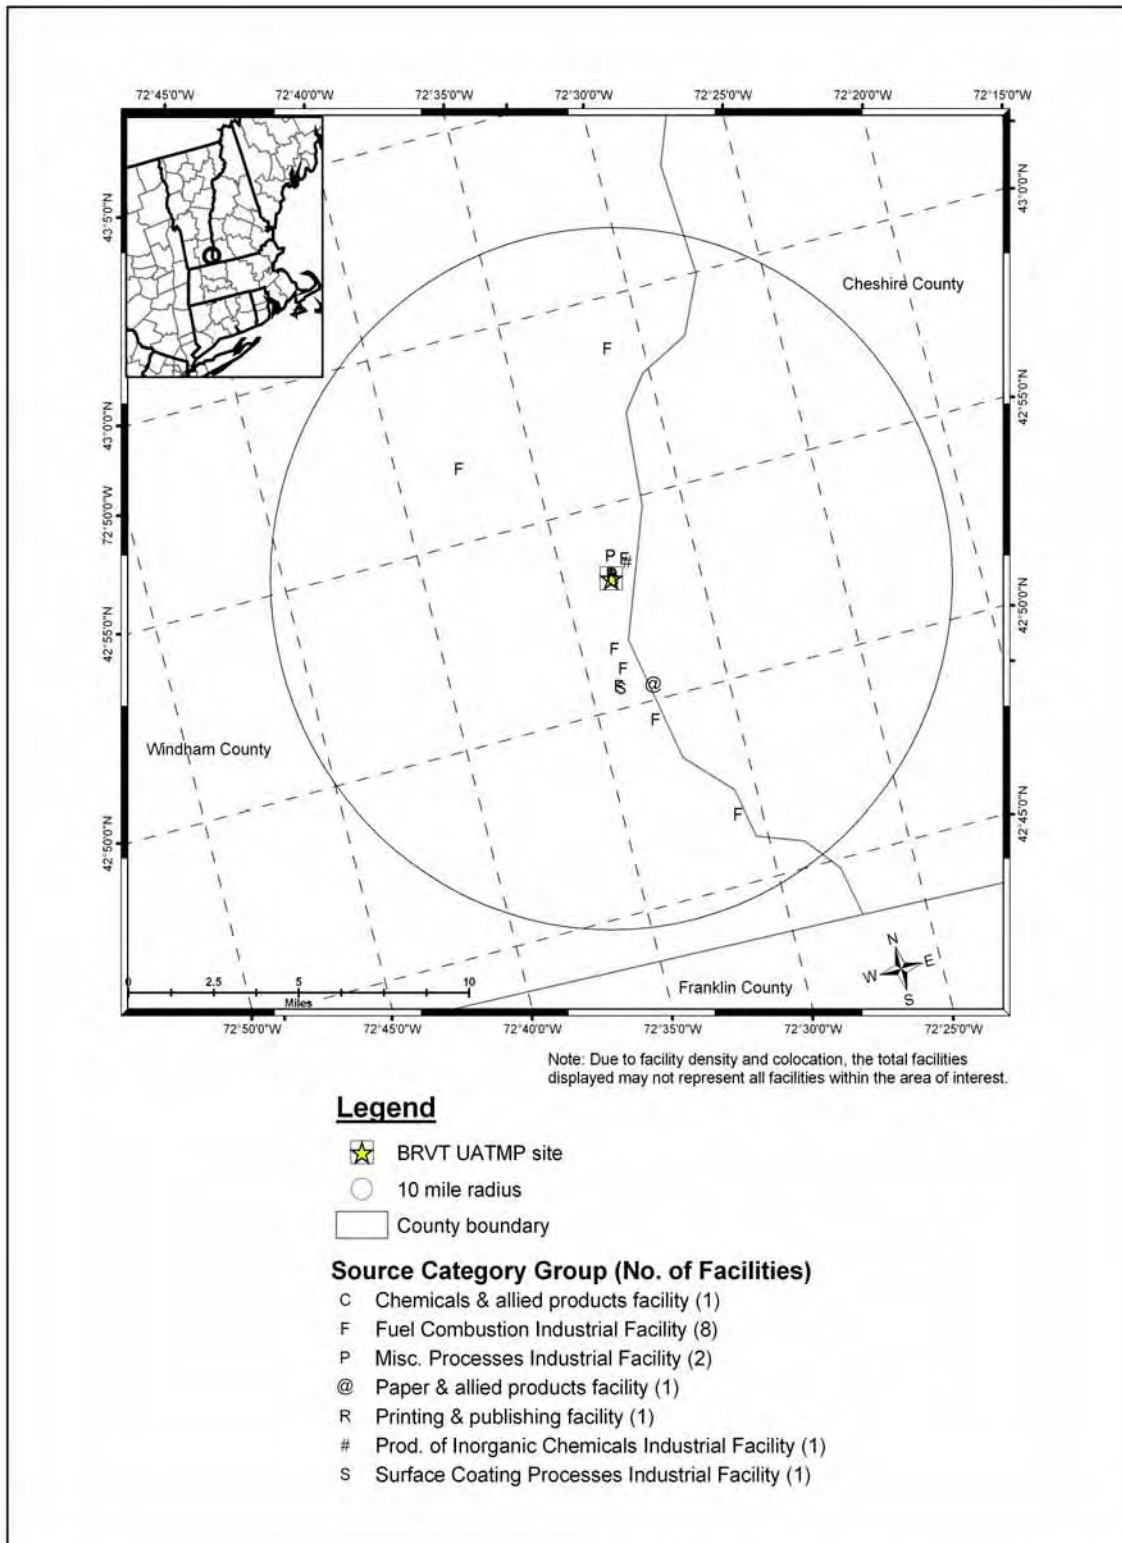 72°45'0"W 72°40'0"W 72°35'0"W 72°30'0"W 72°25'0"W 72°20'0"W 72°15'0"W
43°5'0"N
43°0'0"N
Cheshire County
F
42°55'0"N
43°0'0"N
F
72°50'0"W
P F
#
42°50'0"N
42°55'0"N
F
F
F
S
@
F
Windham County
42°45'0"N
F
42°50'0"N
N
W E
S
0 2.5 5 10
Miles
Franklin County
72°50'0"W 72°45'0"W 72°40'0"W 72°35'0"W 72°30'0"W 72°25'0"W
Note: Due to facility density and colocation, the total facilities
displayed may not represent all facilities within the area of interest.
Legend
BRVT UATMP site
10 mile radius
County boundary
Source Category Group (No. of Facilities)
C Chemicals & allied products facility (1)
F Fuel Combustion Industrial Facility (8)
P Misc. Processes Industrial Facility (2)
@ Paper & allied products facility (1)
R Printing & publishing facility (1)
# Prod. of Inorganic Chemicals Industrial Facility (1)
S Surface Coating Processes Industrial Facility (1)